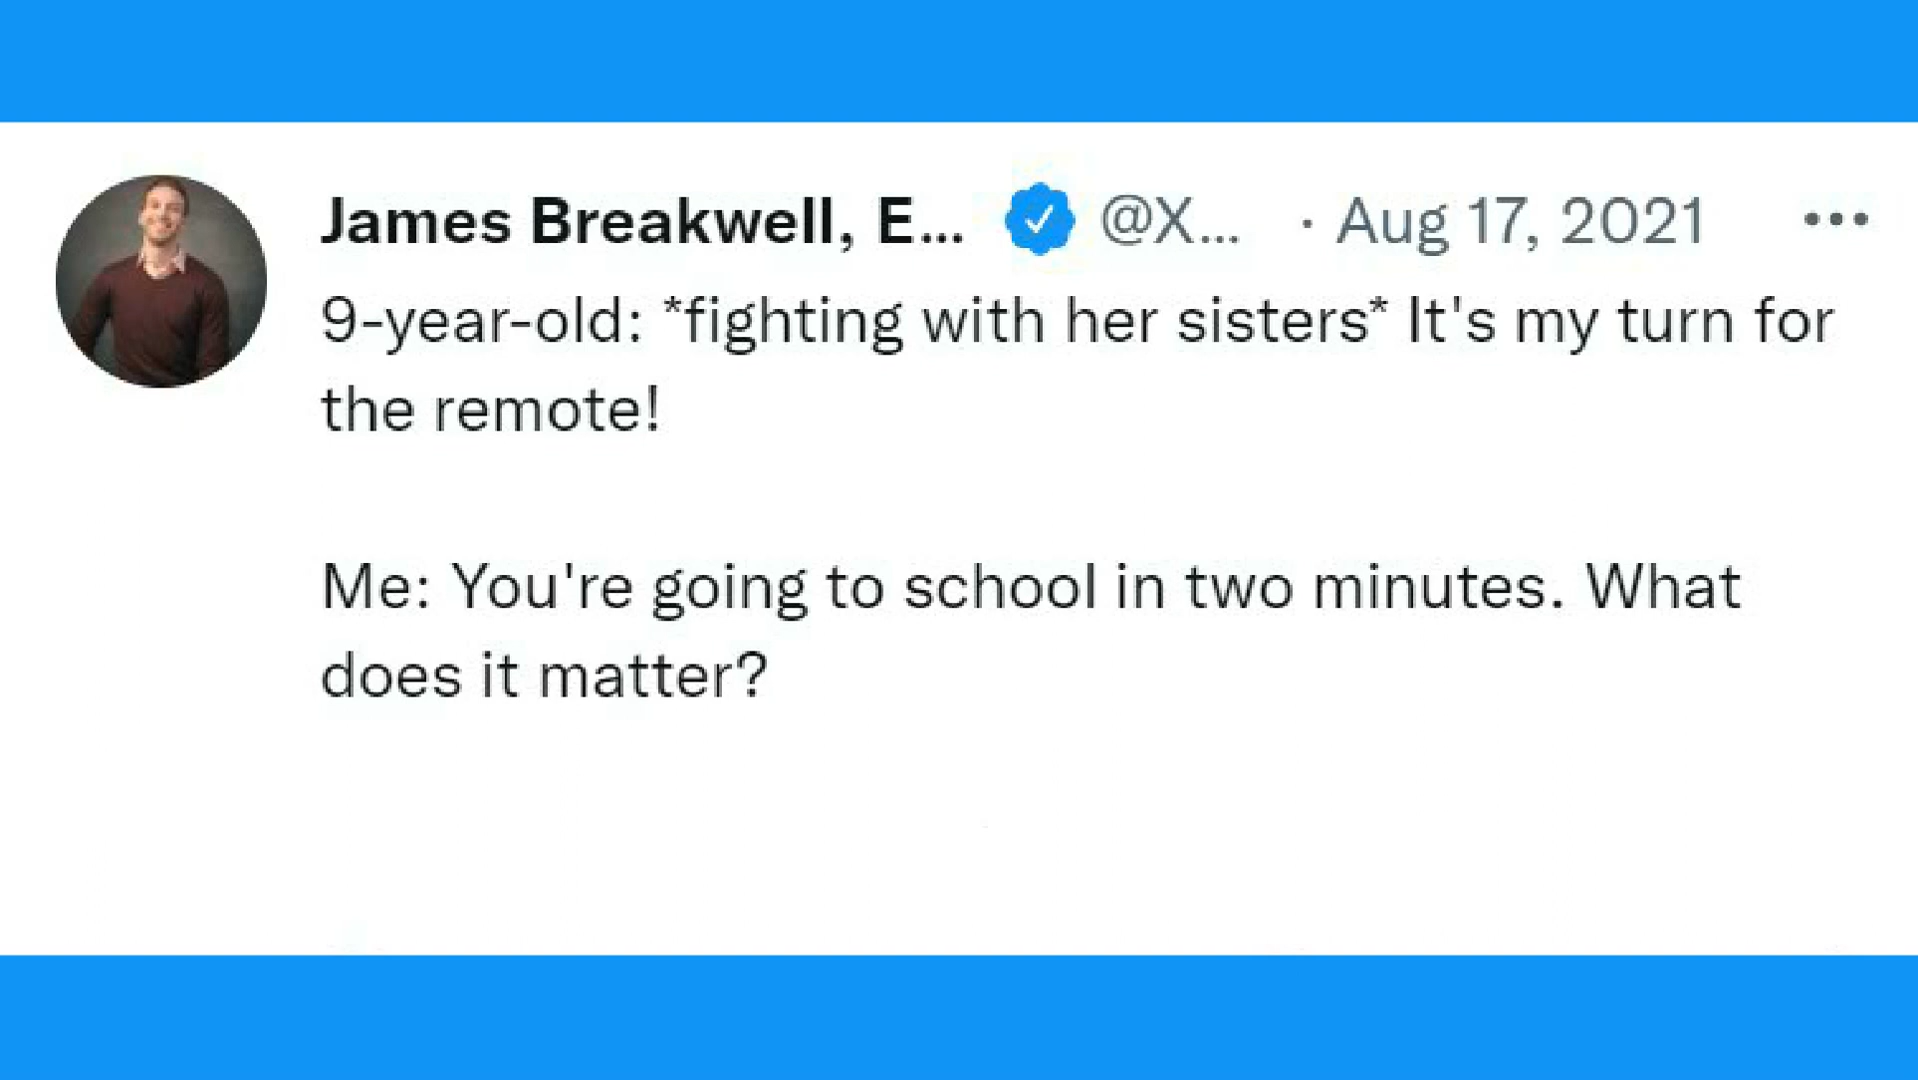 James Breakwell, E... @X... · Aug 17, 2021
9-year-old: *fighting with her sisters* It's my turn for
the remote!
Me: You're going to school in two minutes. What
does it matter?